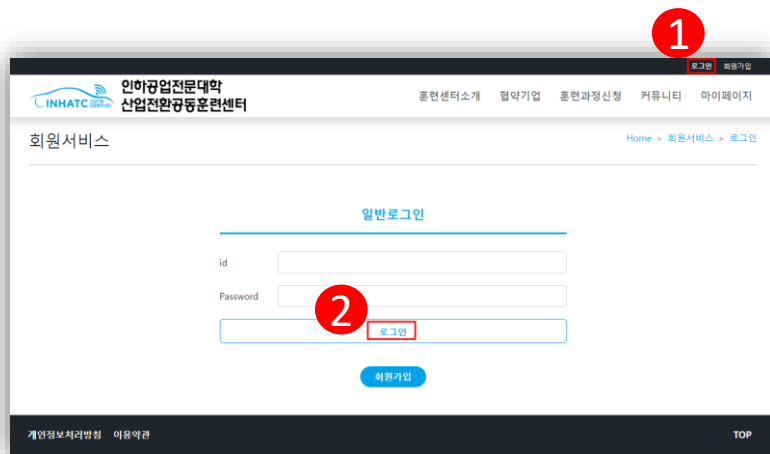 1
로그인 회원가입
INHATC
인하공업전문대학
산업전환공동훈련센터
훈련센터소개 협약기업 훈련과정신청 커뮤니티 마이페이지
회원서비스
Home > 회원서비스 > 로그인
일반로그인
id
Password
2
로그인
회원가입
개인정보처리방침 이용약관
TOP